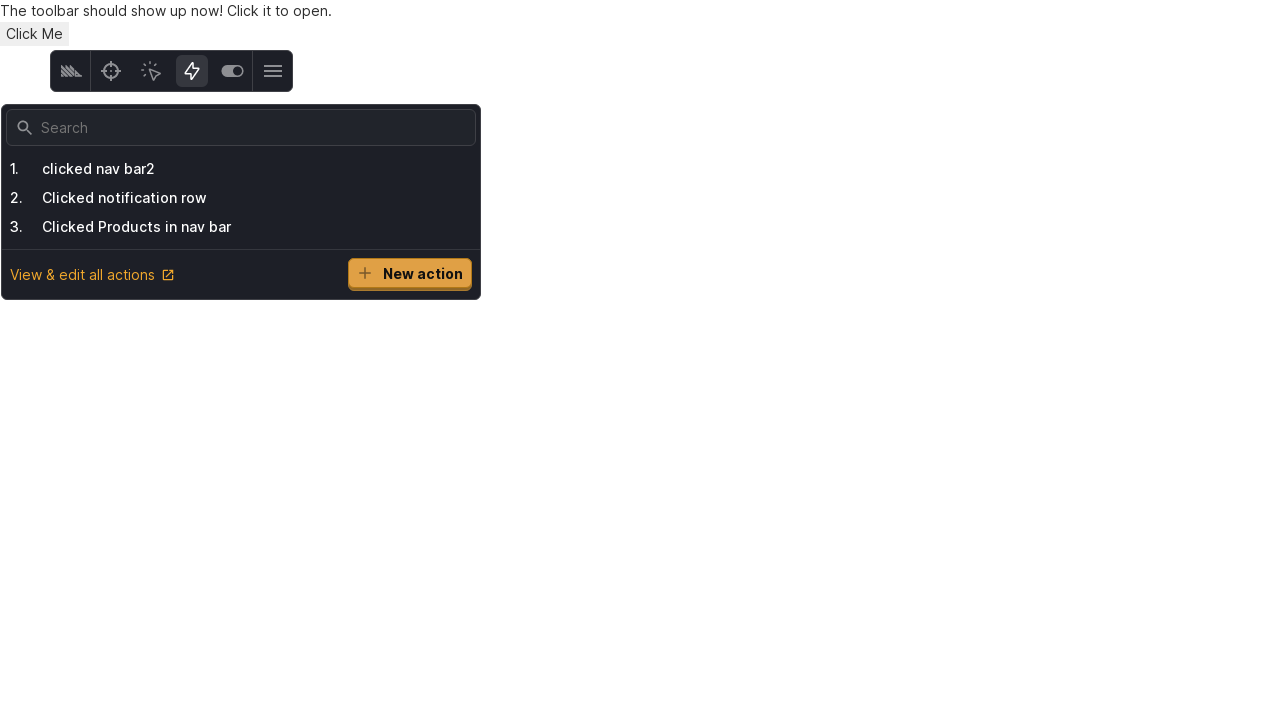 The toolbar should show up now! Click it to open.
Click Me
Search
1. clicked nav bar2
2. Clicked notification row
3. Clicked Products in nav bar
View & edit all actions
New action